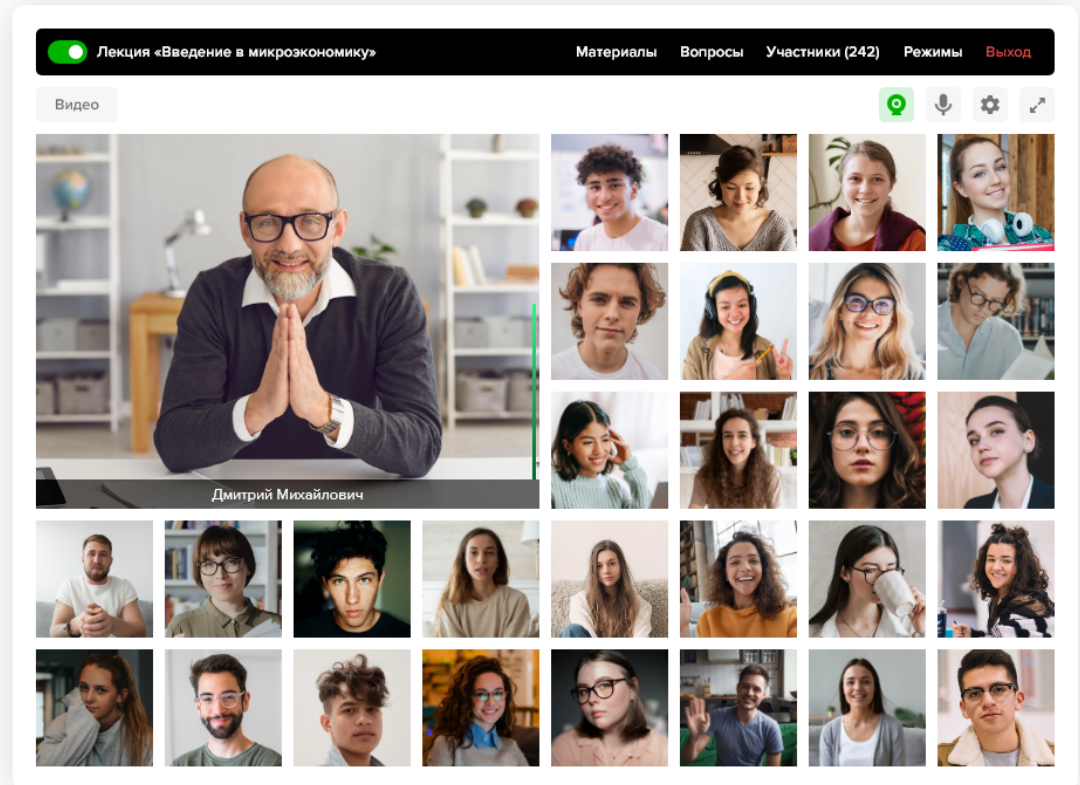 Лекция «Введение в микроэкономику»
Материалы
Вопросы
Участники (242)
Режимы
Выход
Видео
Дмитрий Михайлович